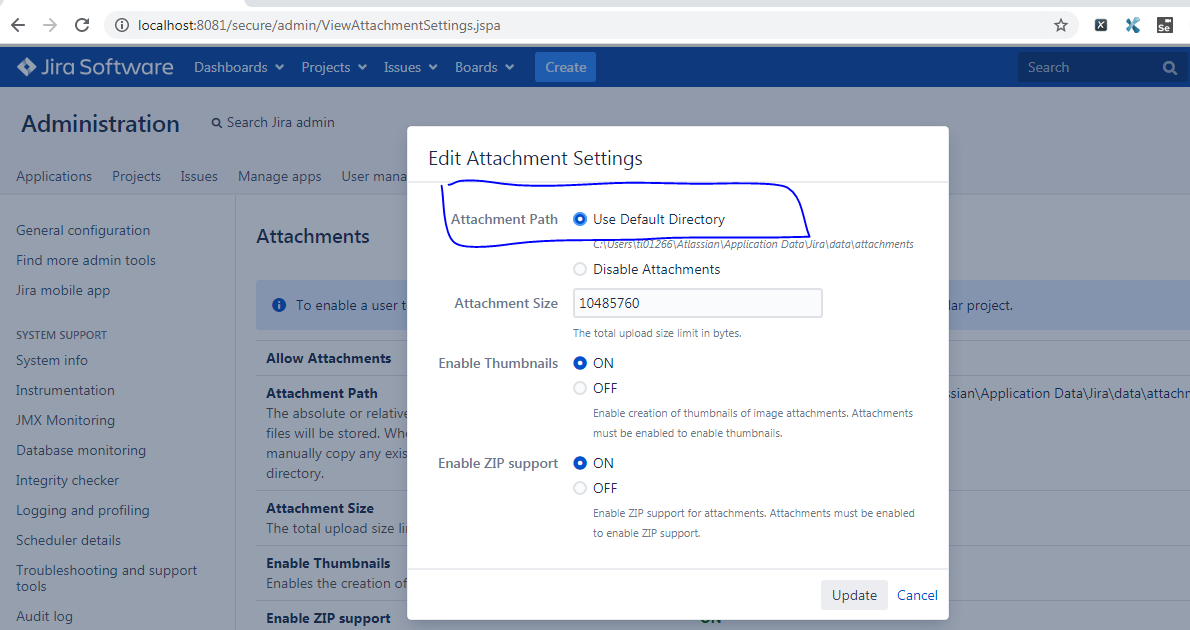 localhost:8081/secure/admin/ViewAttachmentSettings.jspa
X
Se
Jira Software Dashboards Projects Issues Boards Create Search
Administration Search Jira admin
Applications Projects Issues Manage apps User mana
General configuration
Find more admin tools
Jira mobile app
SYSTEM SUPPORT
System info
Instrumentation
JMX Monitoring
Database monitoring
Integrity checker
Logging and profiling
Scheduler details
Troubleshooting and support
tools
Audit log
Attachments
To enable a user t
lar project.
Allow Attachments
Attachment Path
ssian\Application Data\Jira\data\attachm
The absolute or relative
files will be stored. Whe
manually copy any exis
directory.
Attachment Size
The total upload size li
Enable Thumbnails
Enables the creation of
Enable ZIP support
ON
Edit Attachment Settings
Attachment Path Use Default Directory
C:\Users\ti01266\Atlassian\Application Data\Jira\data\attachments
Disable Attachments
Attachment Size 10485760
The total upload size limit in bytes.
Enable Thumbnails ON
OFF
Enable creation of thumbnails of image attachments. Attachments
must be enabled to enable thumbnails.
Enable ZIP support ON
OFF
Enable ZIP support for attachments. Attachments must be enabled
to enable ZIP support.
Update Cancel